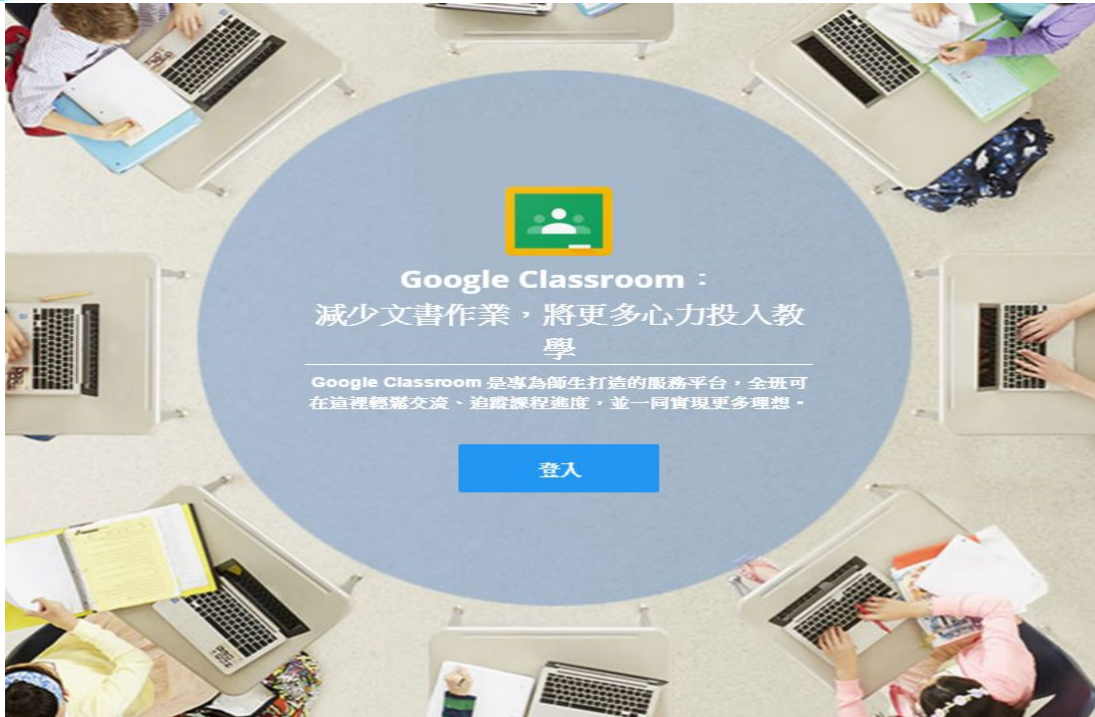 Google Classroom：
減少文書作業，將更多心力投入教
學
Google Classroom 是專為師生打造的服務平台，全班可
在這裡輕鬆交流、追蹤課程進度，並一同實現更多理想。
登入